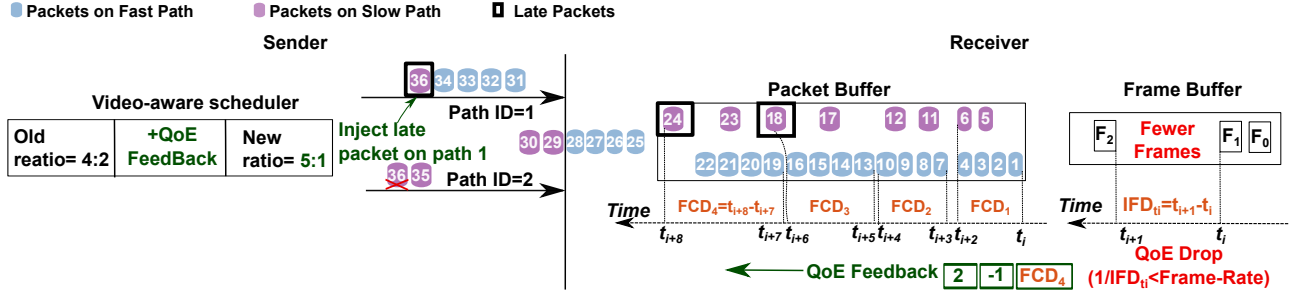 Packets on Fast Path
Packets on Slow Path
Late Packets
Sender
Receiver
36 34 33 32 31
Path ID=1
Video-aware scheduler
Old
reatio= 4:2
+QoE
FeedBack
New
ratio= 5:1
Inject late
packet on path 1
36 35
Path ID=2
30 29 28 27 26 25
Packet Buffer
24 23 18 17 12 11 6 5
22 21 20 19 16 15 14 13 10 9 8 7 4 3 2 1
FCD₄=tᵢ₊₈-tᵢ₊₇ FCD₃ FCD₂ FCD₁
Time
tᵢ₊₈ tᵢ₊₇ tᵢ₊₆ tᵢ₊₅ tᵢ₊₄ tᵢ₊₃ tᵢ₊₂ tᵢ
QoE Feedback 2 -1 FCD₄
Frame Buffer
F₂ Fewer Frames F₁ F₀
Time
IFDₜᵢ=tᵢ₊₁-tᵢ
tᵢ₊₁ tᵢ
QoE Drop
(1/IFDₜᵢ<Frame-Rate)